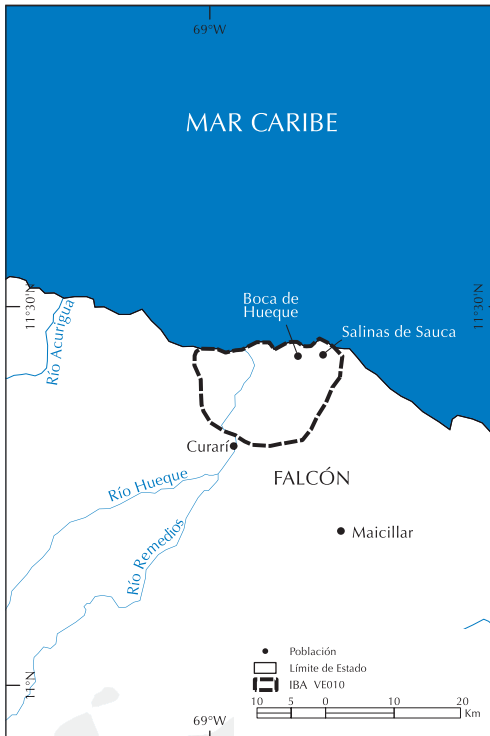 69°W
MAR CARIBE
11°30'N
11°30'N
Boca de
Hueque
Salinas de Sauca
Río Acurigua
Curarí
FALCÓN
Río Hueque
Río Remedios
Maicillar
Población
Límite de Estado
IBA VE010
11°N
10 5 0 10 20
Km
69°W